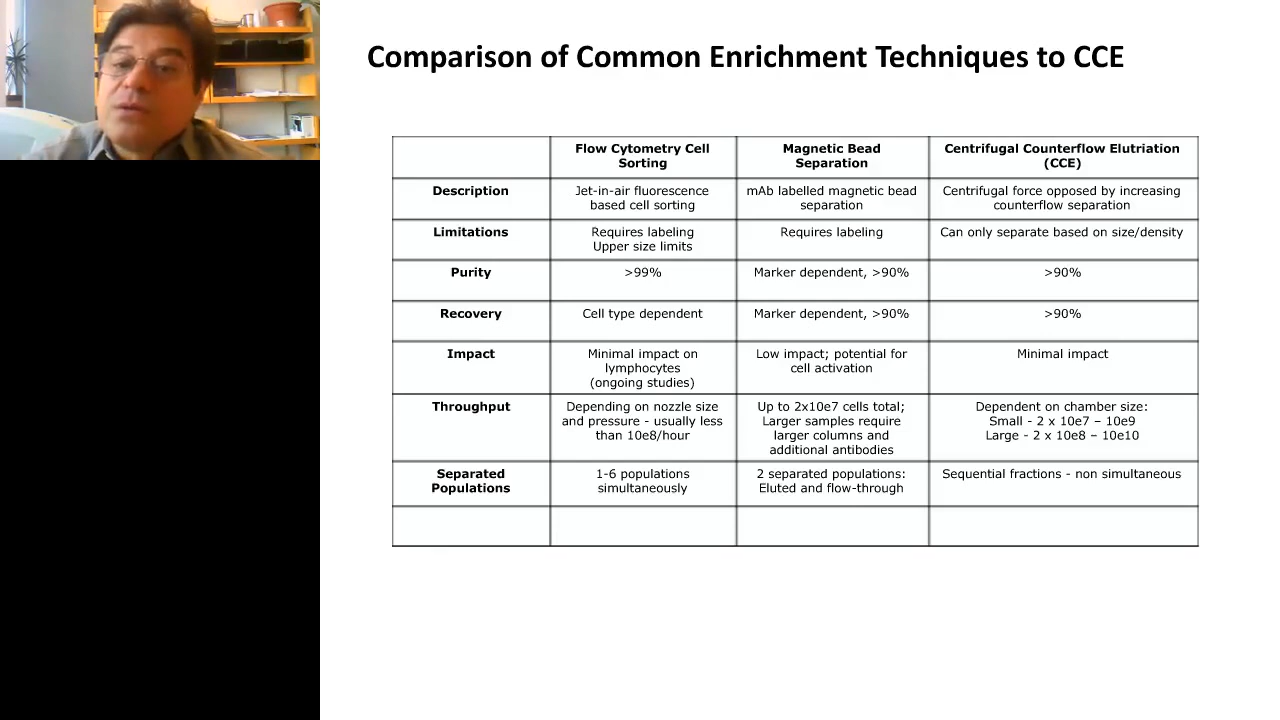 Comparison of Common Enrichment Techniques to CCE
Flow Cytometry Cell
Sorting
Magnetic Bead
Separation
Centrifugal Counterflow Elutriation
(CCE)
Description
Jet-in-air fluorescence
based cell sorting
mAb labelled magnetic bead
separation
Centrifugal force opposed by increasing
counterflow separation
Limitations
Requires labeling
Upper size limits
Requires labeling
Can only separate based on size/density
Purity
>99%
Marker dependent, >90%
>90%
Recovery
Cell type dependent
Marker dependent, >90%
>90%
Impact
Minimal impact on
lymphocytes
(ongoing studies)
Low impact; potential for
cell activation
Minimal impact
Throughput
Depending on nozzle size
and pressure - usually less
than 10e8/hour
Up to 2x10e7 cells total;
Larger samples require
larger columns and
additional antibodies
Dependent on chamber size:
Small - 2 x 10e7 – 10e9
Large - 2 x 10e8 – 10e10
Separated
Populations
1-6 populations
simultaneously
2 separated populations:
Eluted and flow-through
Sequential fractions - non simultaneous